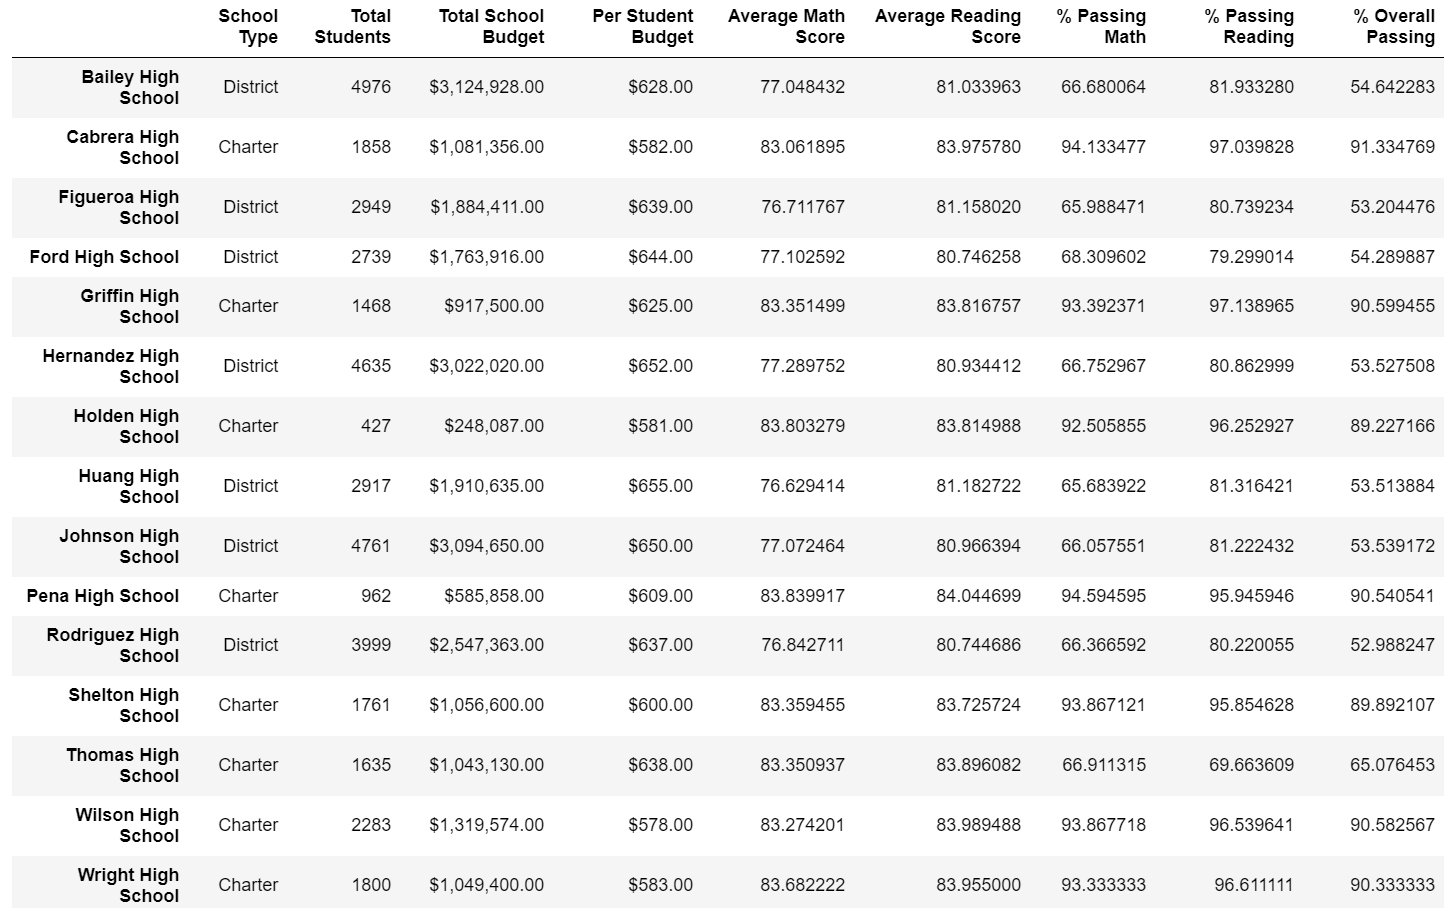 School Type Total Students Total School Budget Per Student Budget Average Math Score Average Reading Score % Passing Math % Passing Reading % Overall Passing
Bailey High School District 4976 $3,124,928.00 $628.00 77.048432 81.033963 66.680064 81.933280 54.642283
Cabrera High School Charter 1858 $1,081,356.00 $582.00 83.061895 83.975780 94.133477 97.039828 91.334769
Figueroa High School District 2949 $1,884,411.00 $639.00 76.711767 81.158020 65.988471 80.739234 53.204476
Ford High School District 2739 $1,763,916.00 $644.00 77.102592 80.746258 68.309602 79.299014 54.289887
Griffin High School Charter 1468 $917,500.00 $625.00 83.351499 83.816757 93.392371 97.138965 90.599455
Hernandez High School District 4635 $3,022,020.00 $652.00 77.289752 80.934412 66.752967 80.862999 53.527508
Holden High School Charter 427 $248,087.00 $581.00 83.803279 83.814988 92.505855 96.252927 89.227166
Huang High School District 2917 $1,910,635.00 $655.00 76.629414 81.182722 65.683922 81.316421 53.513884
Johnson High School District 4761 $3,094,650.00 $650.00 77.072464 80.966394 66.057551 81.222432 53.539172
Pena High School Charter 962 $585,858.00 $609.00 83.839917 84.044699 94.594595 95.945946 90.540541
Rodriguez High School District 3999 $2,547,363.00 $637.00 76.842711 80.744686 66.366592 80.220055 52.988247
Shelton High School Charter 1761 $1,056,600.00 $600.00 83.359455 83.725724 93.867121 95.854628 89.892107
Thomas High School Charter 1635 $1,043,130.00 $638.00 83.350937 83.896082 66.911315 69.663609 65.076453
Wilson High School Charter 2283 $1,319,574.00 $578.00 83.274201 83.989488 93.867718 96.539641 90.582567
Wright High School Charter 1800 $1,049,400.00 $583.00 83.682222 83.955000 93.333333 96.611111 90.333333